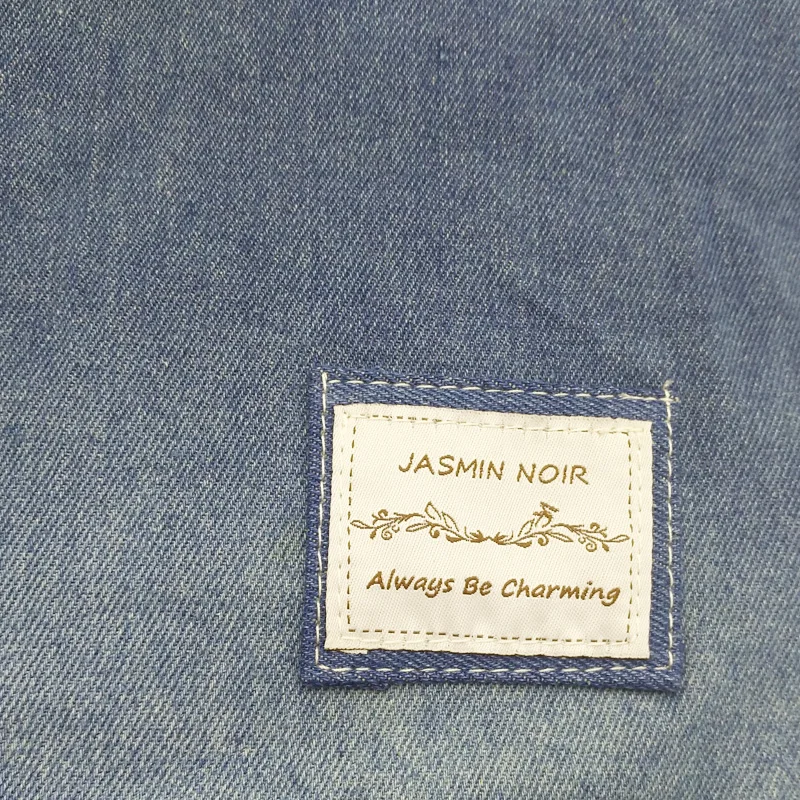 JASMIN NOIR
Always Be Charming